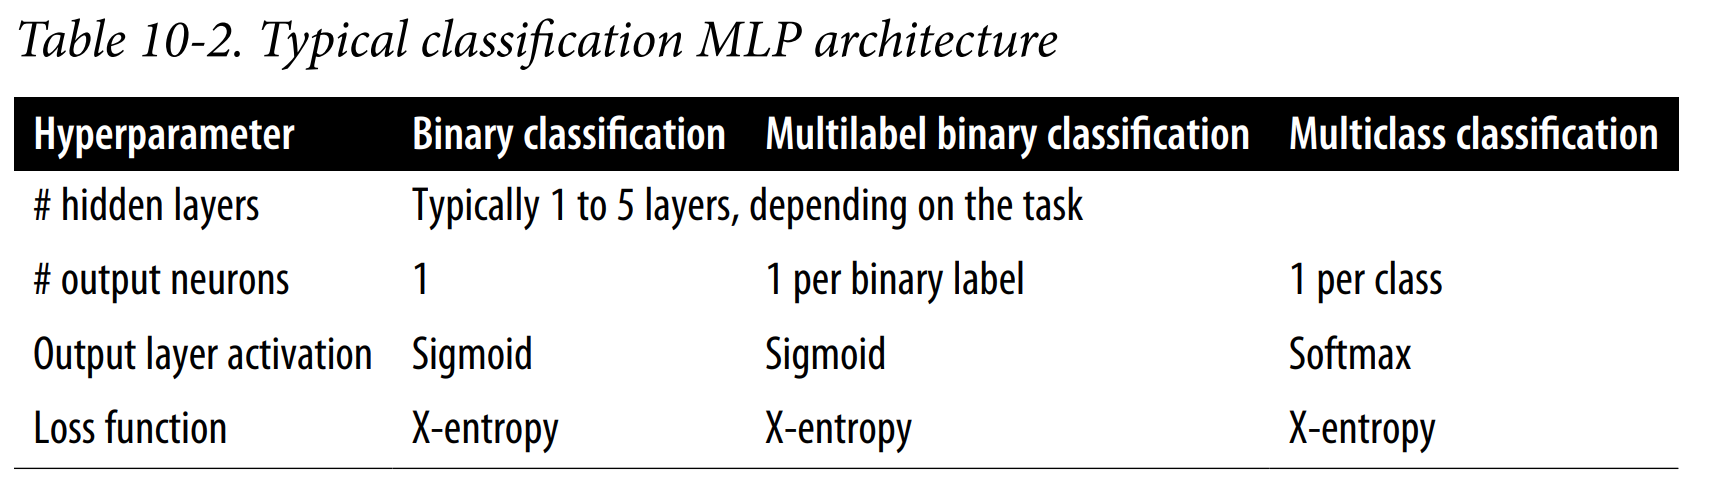 Table 10-2. Typical classification MLP architecture
Hyperparameter Binary classification Multilabel binary classification Multiclass classification
# hidden layers Typically 1 to 5 layers, depending on the task
# output neurons 1 1 per binary label 1 per class
Output layer activation Sigmoid Sigmoid Softmax
Loss function X-entropy X-entropy X-entropy